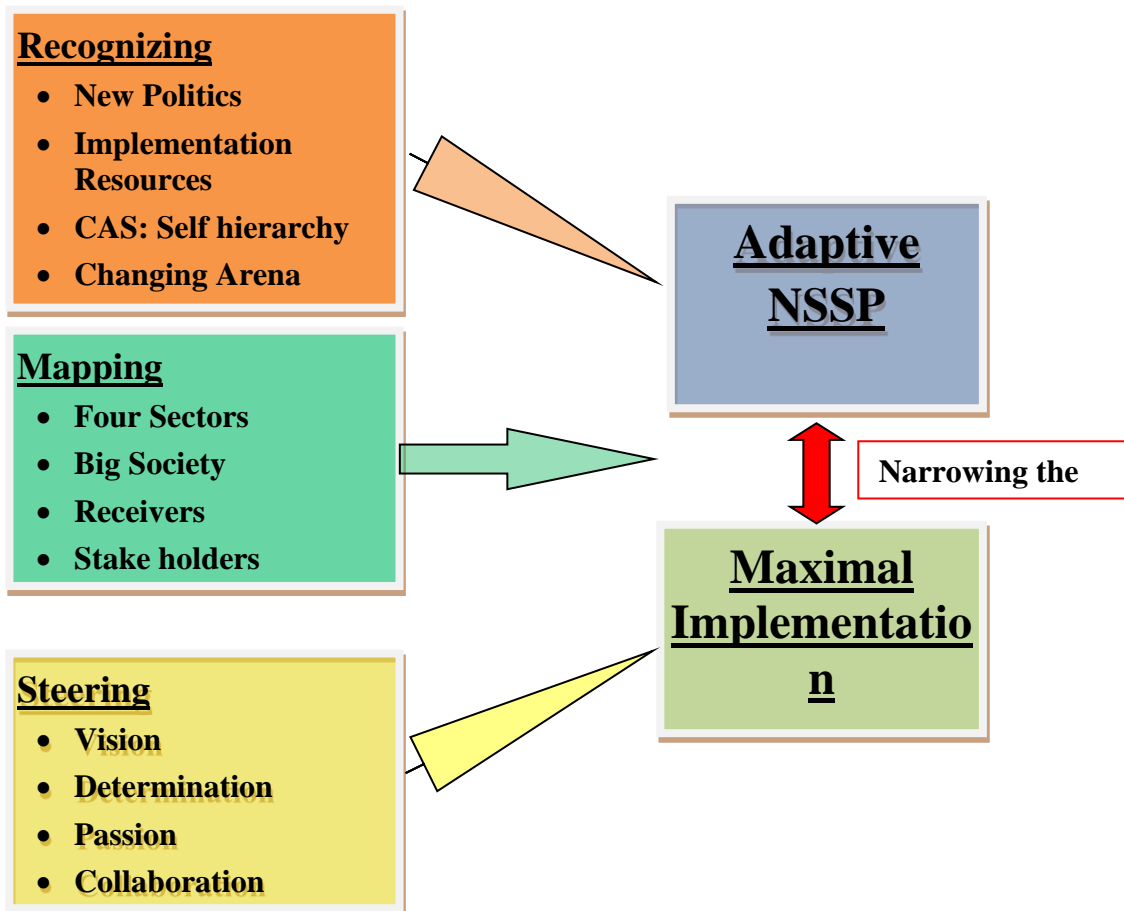 Recognizing
• New Politics
• Implementation
Resources
• CAS: Self hierarchy
• Changing Arena
Mapping
• Four Sectors
• Big Society
• Receivers
• Stake holders
Steering
• Vision
• Determination
• Passion
• Collaboration
Adaptive
NSSP
Narrowing the
Maximal
Implementatio
n